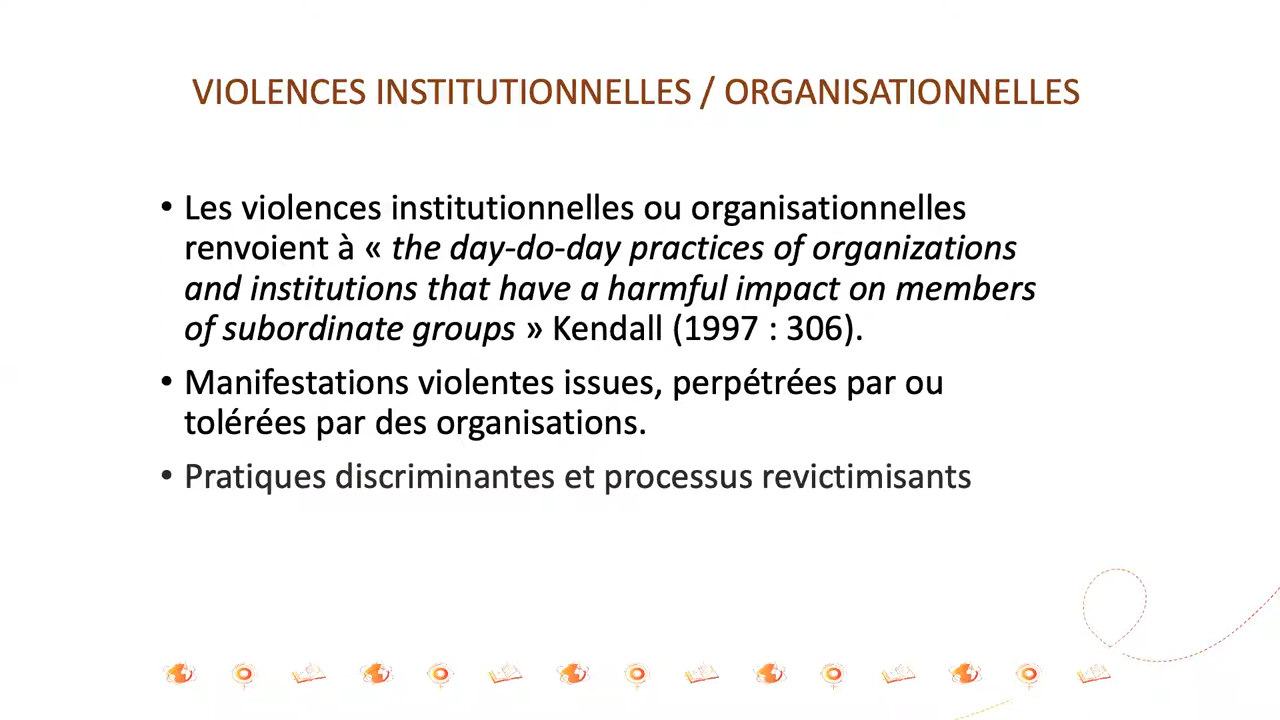 VIOLENCES INSTITUTIONNELLES / ORGANISATIONNELLES
• Les violences institutionnelles ou organisationnelles
renvoient à « the day-do-day practices of organizations
and institutions that have a harmful impact on members
of subordinate groups » Kendall (1997 : 306).
• Manifestations violentes issues, perpétrées par ou
tolérées par des organisations.
• Pratiques discriminantes et processus revictimisants